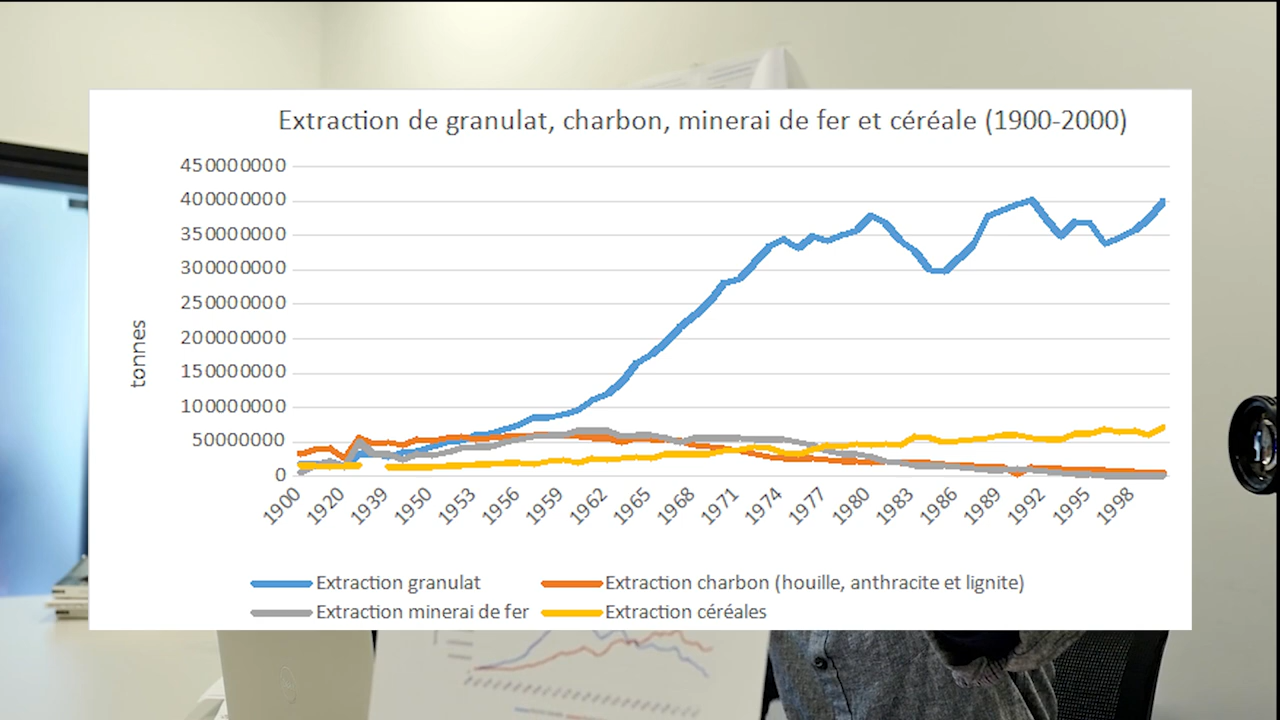 Extraction de granulat, charbon, minerai de fer et céréale (1900-2000)
450000000
400000000
350000000
300000000
250000000
200000000
150000000
100000000
50000000
0
tonnes
1900 1920 1939 1950 1953 1956 1959 1962 1965 1968 1971 1974 1977 1980 1983 1986 1989 1992 1995 1998
Extraction granulat Extraction charbon (houille, anthracite et lignite)
Extraction minerai de fer Extraction céréales